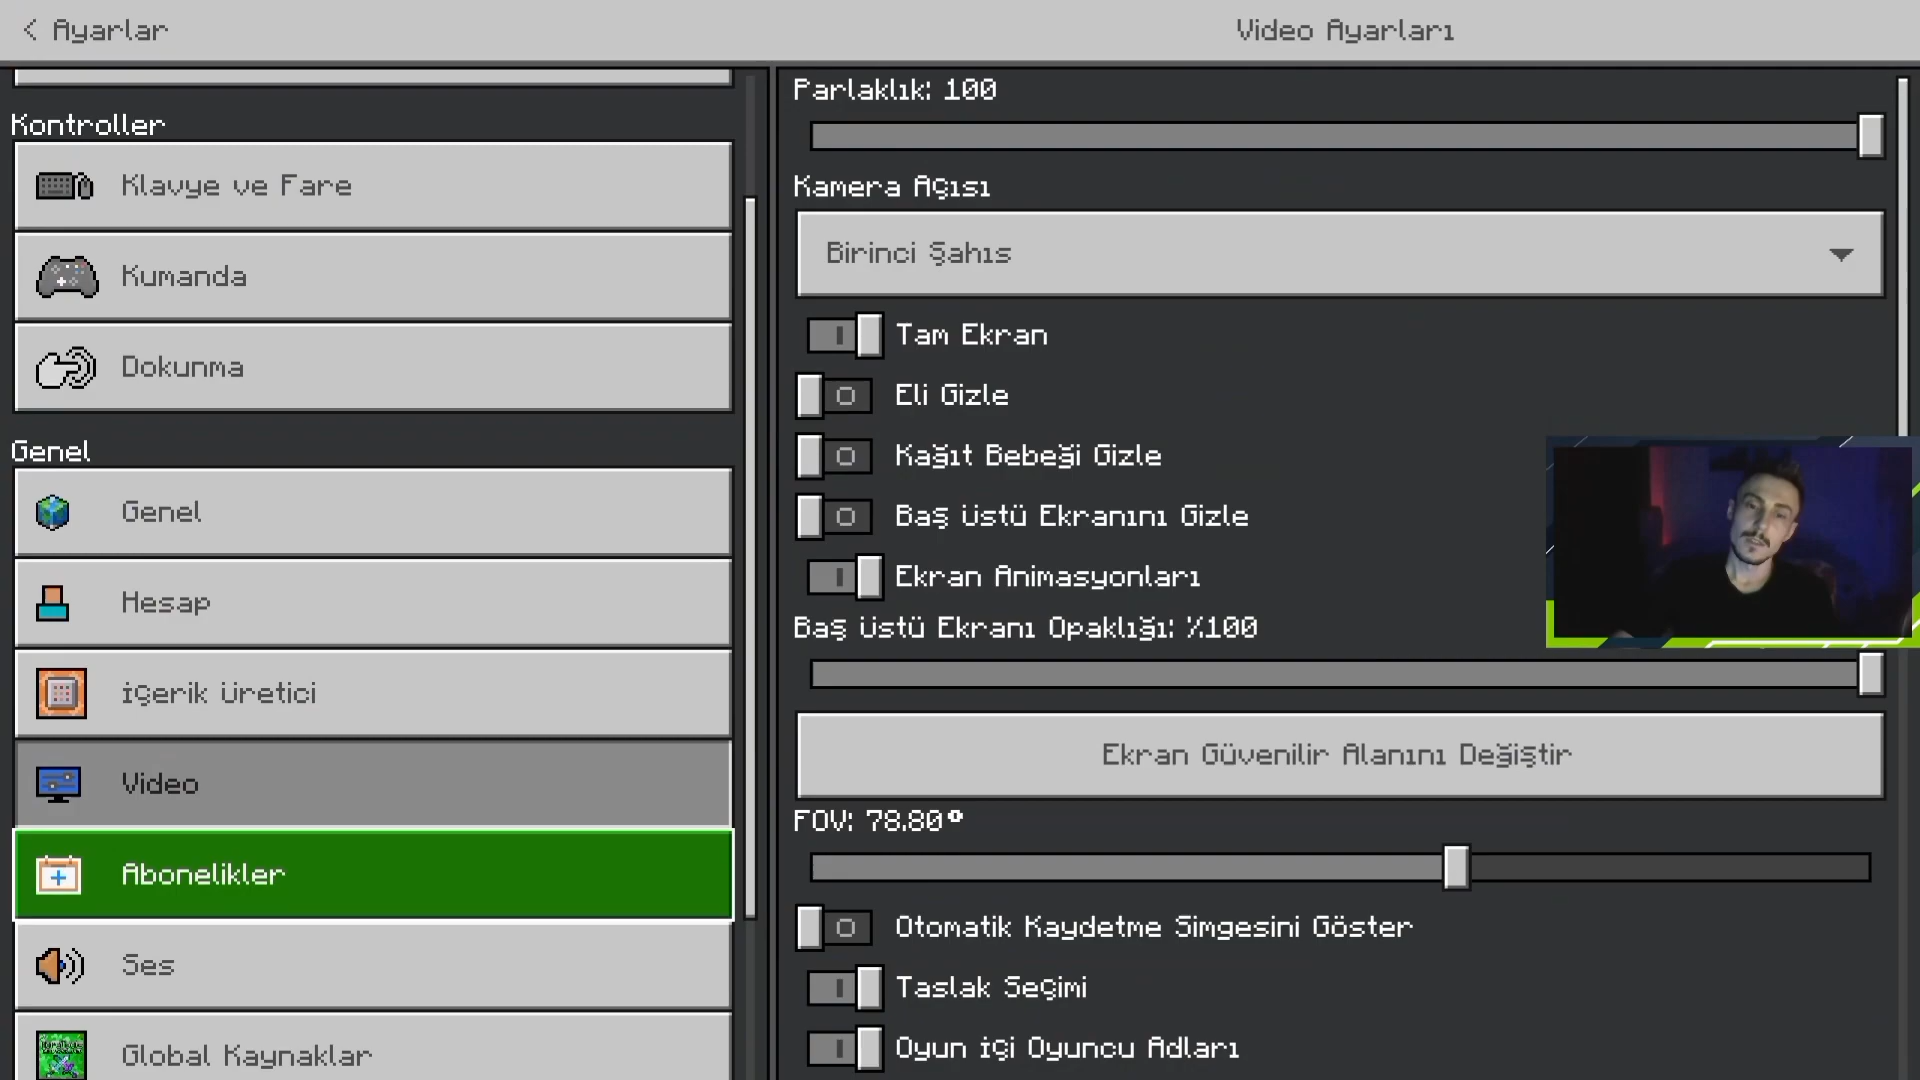 Ayarlar
Video Ayarları
Kontroller
Klavye ve Fare
Kumanda
Dokunma
Genel
Genel
Hesap
İçerik Üretici
Video
Abonelikler
Ses
Global Kaynaklar
Parlaklık: 100
Kamera Açısı
Birinci Şahıs
Tam Ekran
Eli Gizle
Kağıt Bebeği Gizle
Baş Üstü Ekranını Gizle
Ekran Animasyonları
Baş Üstü Ekranı Opaklığı: %100
Ekran Güvenilir Alanını Değiştir
FOV: 78.80°
Otomatik Kaydetme Simgesini Göster
Taslak Seçimi
Oyun İçi Oyuncu Adları